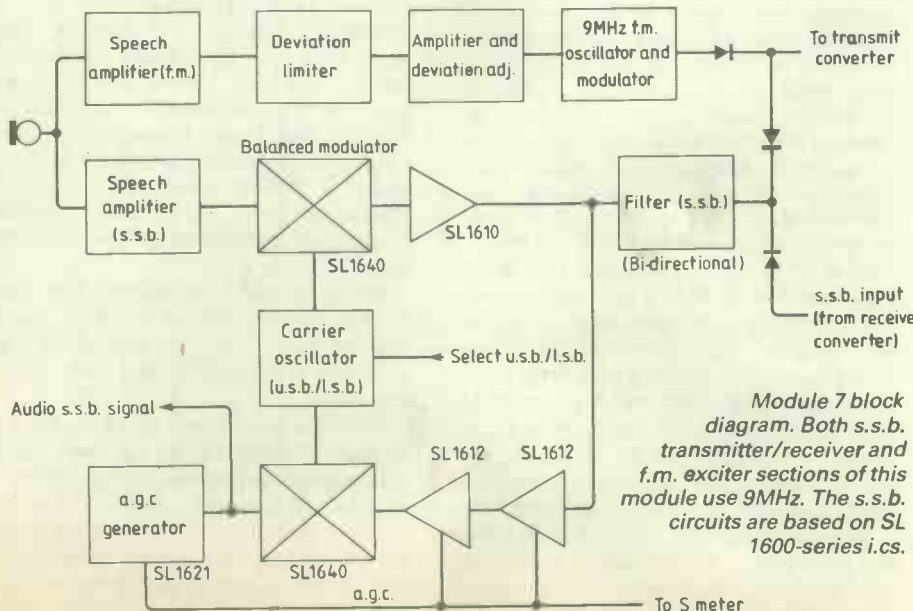 Speech
amplifier(f.m.)
Deviation
limiter
Amplitier and
deviation adj.
9MHz f.m.
oscillator and
modulator
To transmit
converter
Speech
amplifier
(s.s.b.)
Balanced modulator
SL1640
SL1610
Filter (s.s.b.)
(Bi-directional)
s.s.b. input
(from receive
converter)
Carrier
oscillator
(u.s.b./l.s.b.)
Select u.s.b./l.s.b.
Audio s.s.b. signal
a.g.c.
generator
SL1621
SL1640
SL1612
SL1612
a.g.c.
To S meter
Module 7 block
diagram. Both s.s.b.
transmitter/receiver and
f.m. exciter sections of this
module use 9MHz. The s.s.b.
circuits are based on SL
1600-series i.cs.